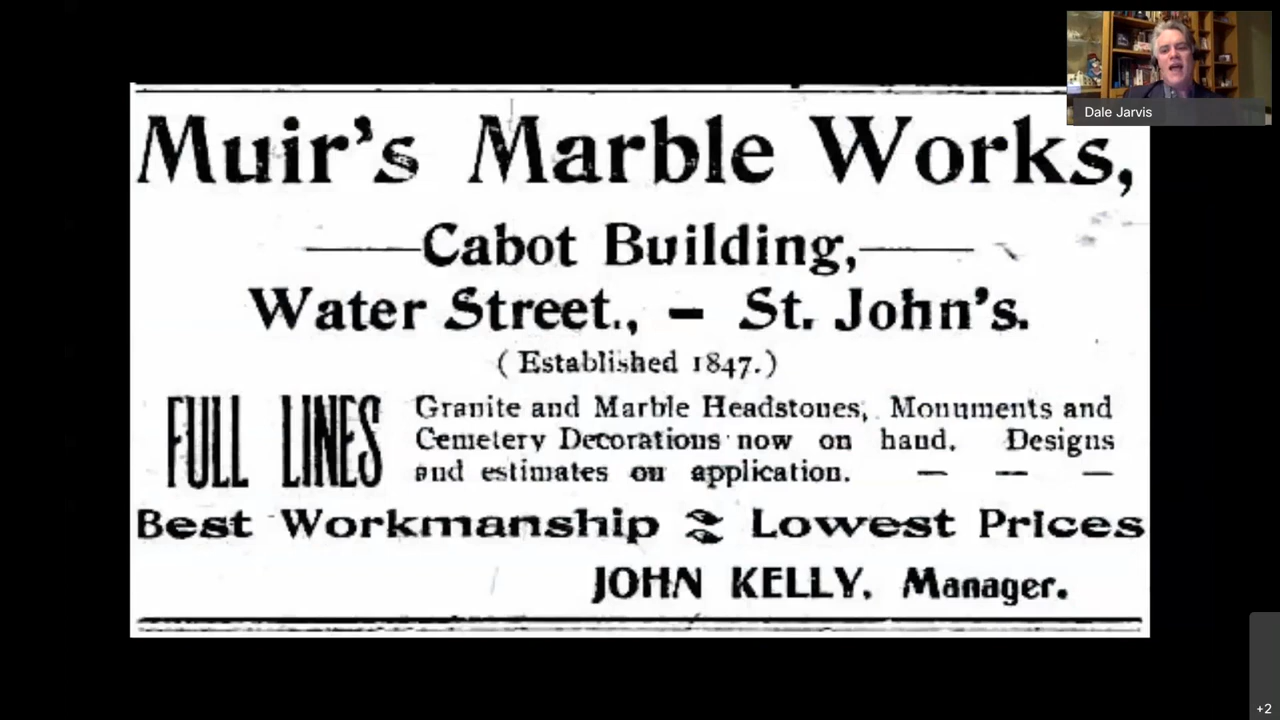 Dale Jarvis
Muir's Marble Works,
Cabot Building,
Water Street., – St. John's.
(Established 1847.)
FULL LINES
Granite and Marble Headstones, Monuments and
Cemetery Decorations now on hand. Designs
and estimates on application. — — —
Best Workmanship Lowest Prices
JOHN KELLY, Manager.
+2